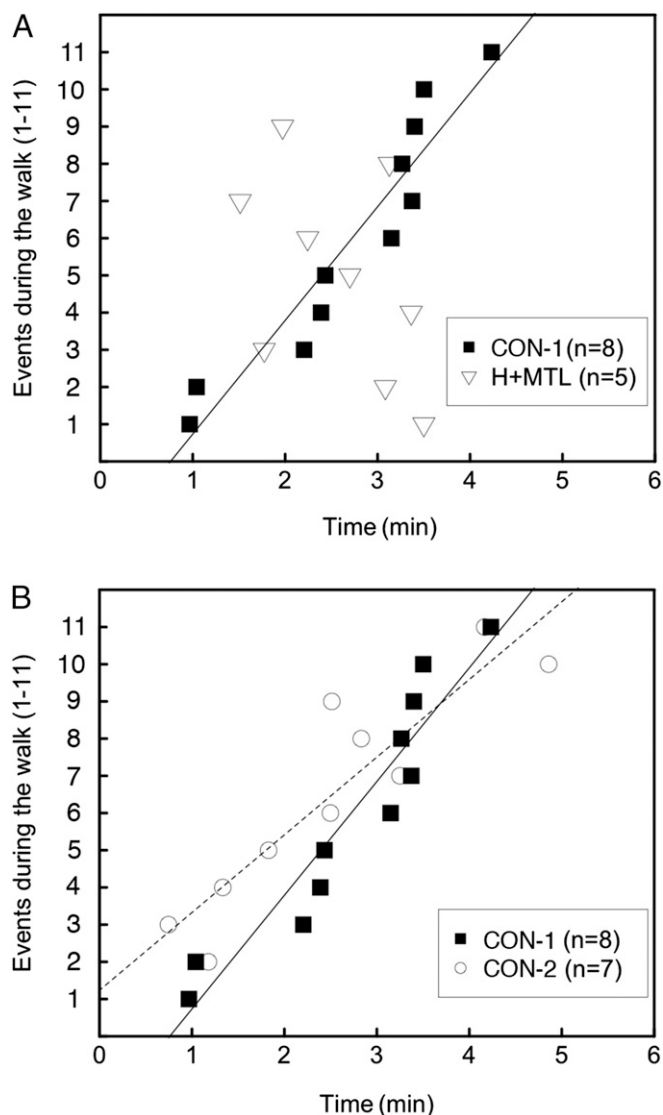 A
Events during the walk (1-11)
11
10
9
8
7
6
5
4
3
2
1
CON-1(n=8)
H+MTL (n=5)
0 1 2 3 4 5 6
Time (min)
B
Events during the walk (1-11)
11
10
9
8
7
6
5
4
3
2
1
CON-1 (n=8)
CON-2 (n=7)
0 1 2 3 4 5 6
Time (min)